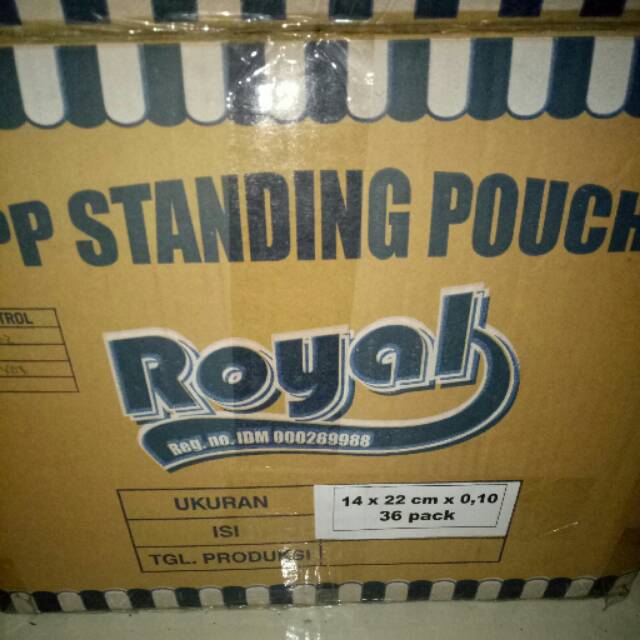 PP STANDING POUCH
TROL
Royal
Reg. no. IDM 000269988
UKURAN 14 x 22 cm x 0,10
ISI 36 pack
TGL. PRODUKSI